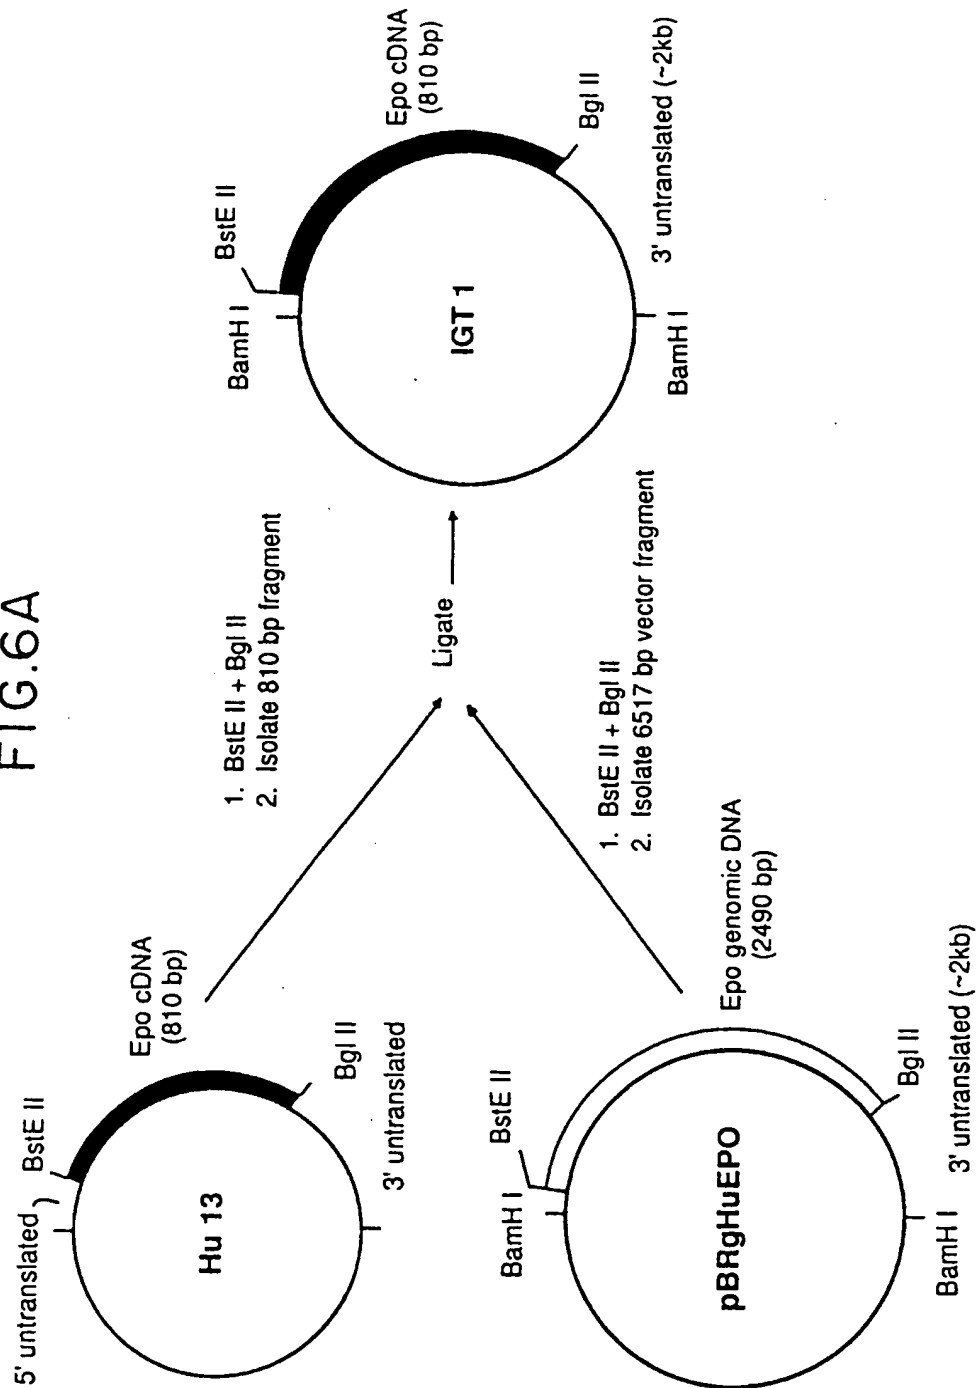 FIG.6A
5' untranslated
BstE II
Epo cDNA
(810 bp)
Hu 13
Bgl II
3' untranslated
1. BstE II + Bgl II
2. Isolate 810 bp fragment
BamH I
BstE II
Epo genomic DNA
(2490 bp)
pBRgHuEPO
Bgl II
BamH I
3' untranslated (~2kb)
1. BstE II + Bgl II
2. Isolate 6517 bp vector fragment
Ligate
BamH I
BstE II
Epo cDNA
(810 bp)
IGT 1
Bgl II
BamH I
3' untranslated (~2kb)